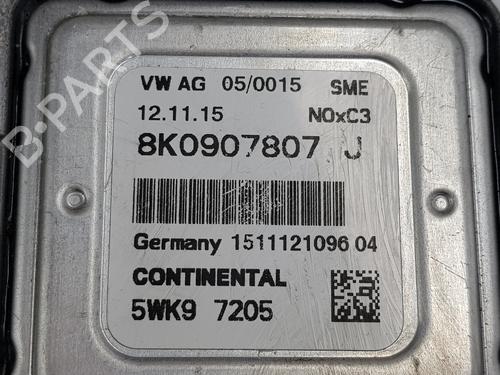 B-PARTS
VW AG 05/0015 SME
12.11.15 NOxC3
8K0907807 J
Germany 1511121096 04
CONTINENTAL
5WK9 7205